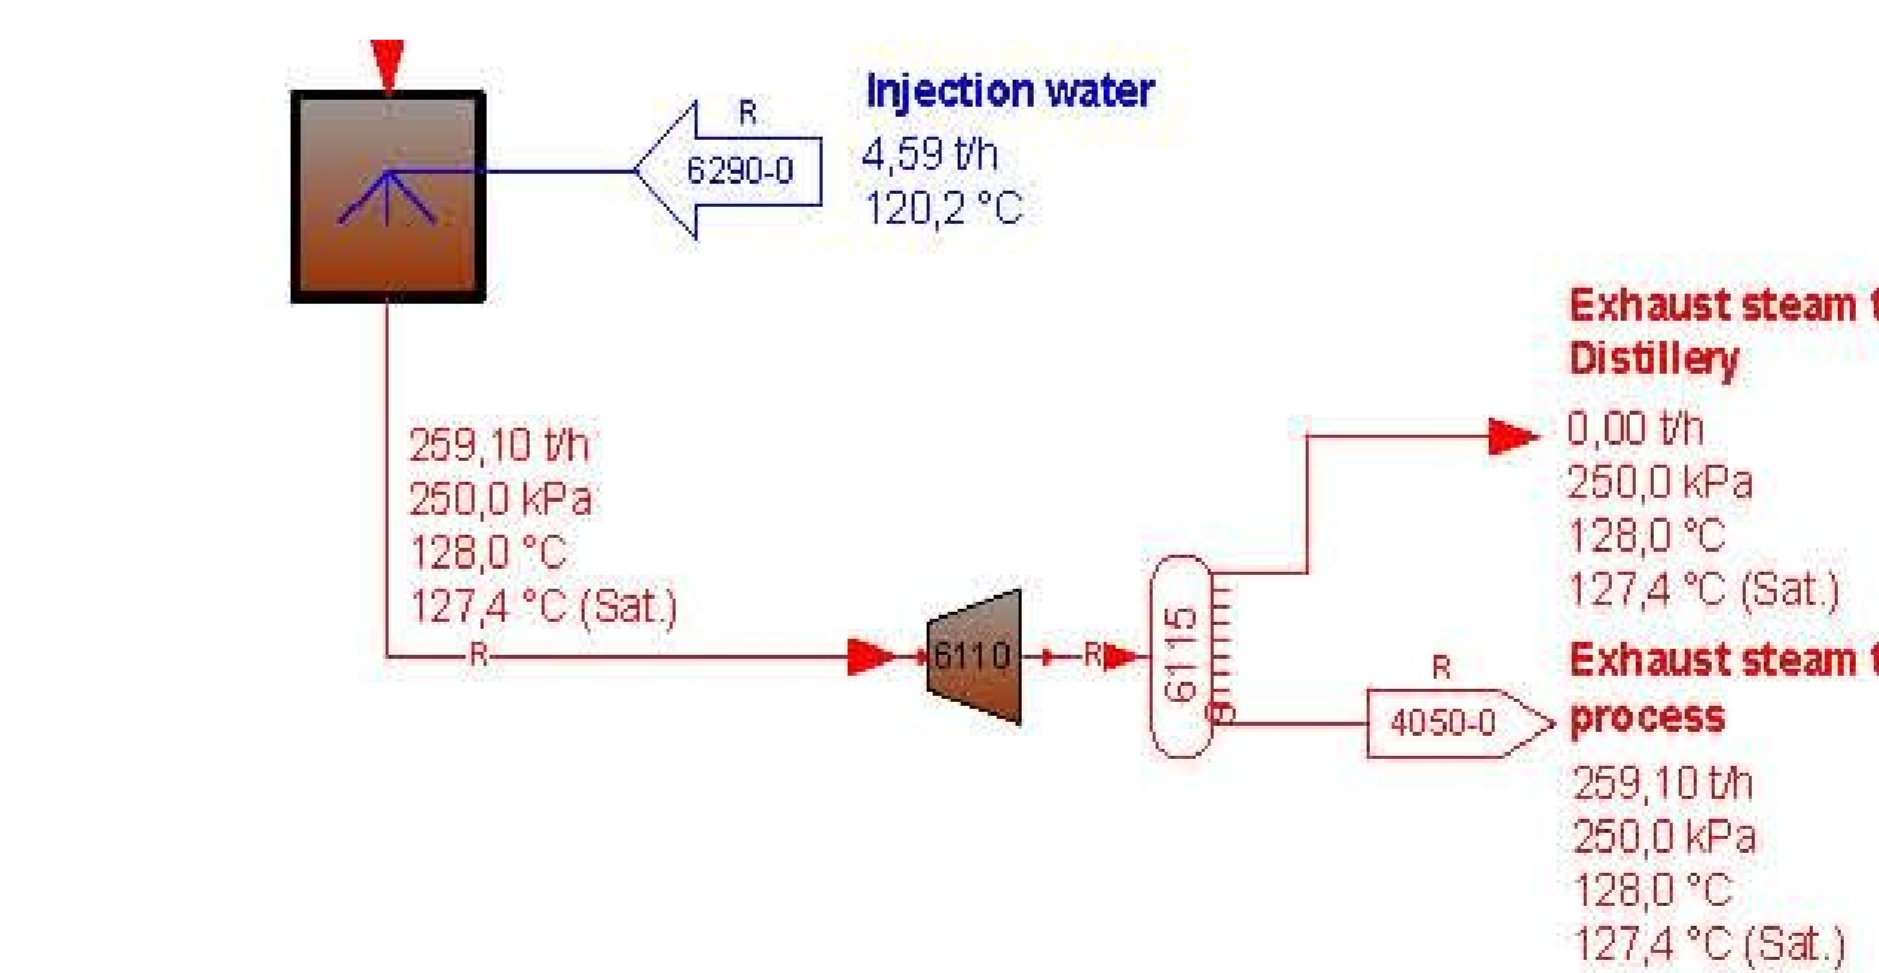 Injection water
R
6290-0
4,59 t/h
120,2 °C
259,10 t/h
250,0 kPa
128,0 °C
127,4 °C (Sat.)
R
6110
R
6115
Exhaust steam t
Distillery
0,00 t/h
250,0 kPa
128,0 °C
127,4 °C (Sat.)
R
4050-0
Exhaust steam t
process
259,10 t/h
250,0 kPa
128,0 °C
127,4 °C (Sat.)